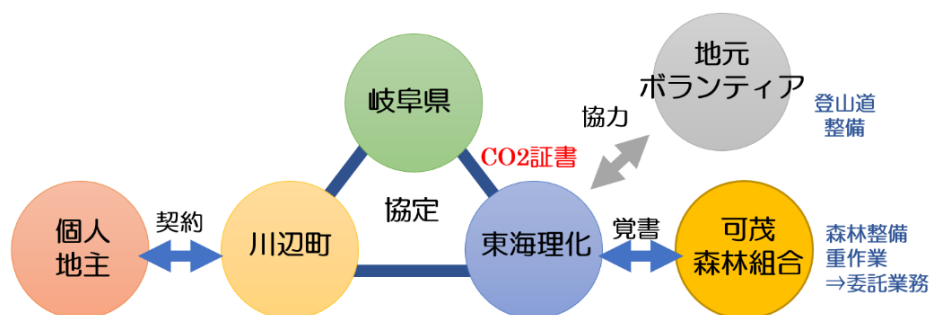 地元
ボランティア
岐阜県
登山道
整備
協力
CO2証書
協定
個人
地主
契約
川辺町
東海理化
覚書
可茂
森林組合
森林整備
重作業
⇒委託業務